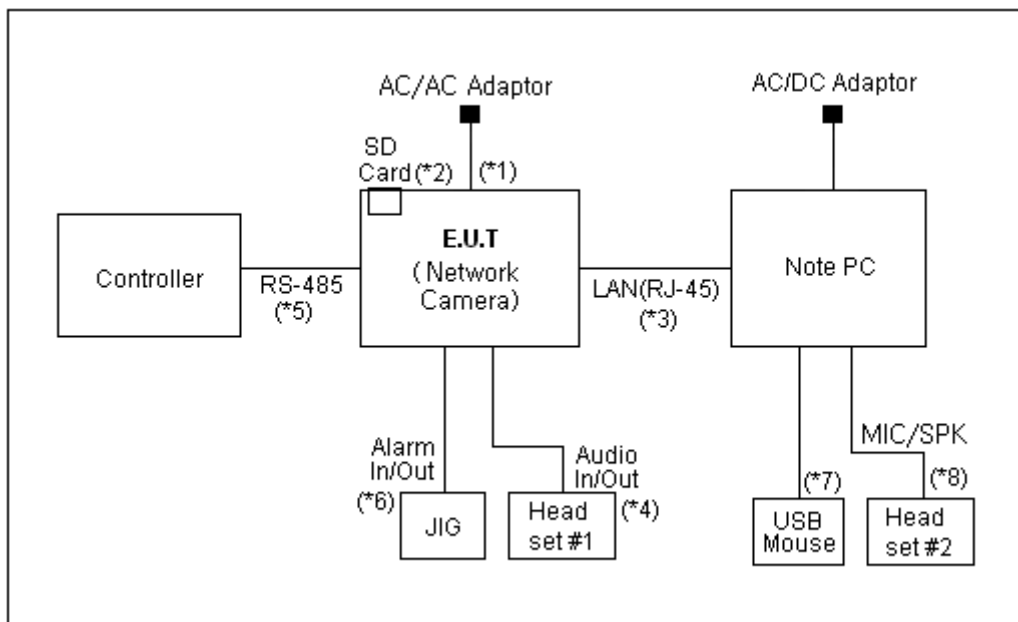 AC/AC Adaptor
AC/DC Adaptor
SD
Card (*2)
(*1)
Controller
RS-485
(*5)
E.U.T
( Network
Camera)
LAN(RJ-45)
(*3)
Note PC
Alarm
In/Out
(*6)
JIG
Audio
In/Out
(*4)
Head
set #1
MIC/SPK
(*7)
(*8)
USB
Mouse
Head
set #2